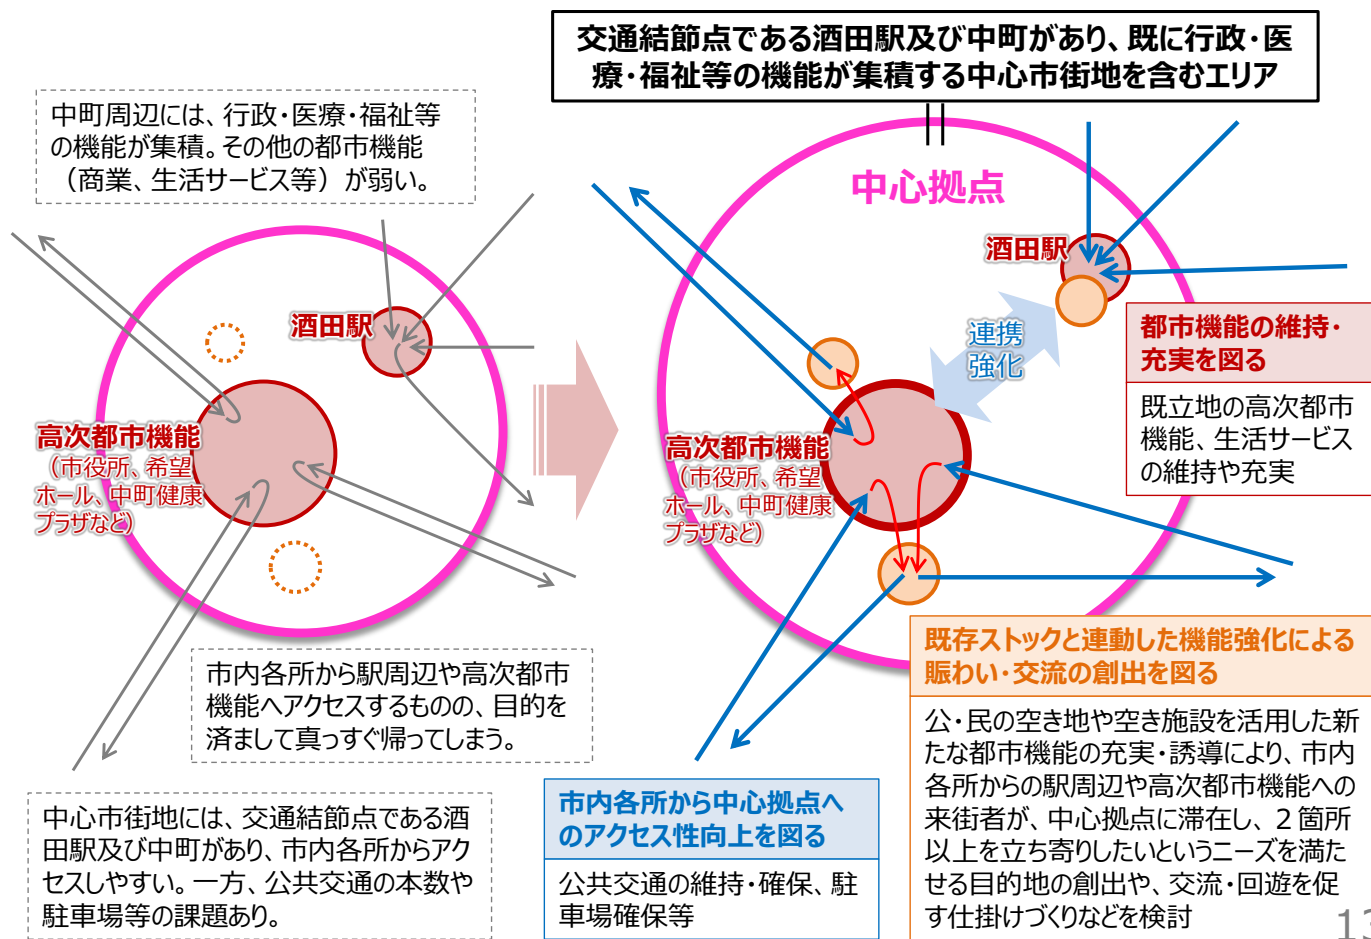 交通結節点である酒田駅及び中町があり、既に行政・医
療・福祉等の機能が集積する中心市街地を含むエリア
中町周辺には、行政・医療・福祉等
の機能が集積。その他の都市機能
（商業、生活サービス等）が弱い。
酒田駅
高次都市機能
（市役所、希望
ホール、中町健康
プラザなど）
市内各所から駅周辺や高次都市
機能へアクセスするものの、目的を
済まして真っすぐ帰ってしまう。
中心市街地には、交通結節点である酒
田駅及び中町があり、市内各所からアク
セスしやすい。一方、公共交通の本数や
駐車場等の課題あり。
中心拠点
酒田駅
連携
強化
高次都市機能
（市役所、希望
ホール、中町健康
プラザなど）
都市機能の維持・
充実を図る
既立地の高次都市
機能、生活サービス
の維持や充実
市内各所から中心拠点へ
のアクセス性向上を図る
公共交通の維持・確保、駐
車場確保等
既存ストックと連動した機能強化による
賑わい・交流の創出を図る
公・民の空き地や空き施設を活用した新
たな都市機能の充実・誘導により、市内
各所からの駅周辺や高次都市機能への
来街者が、中心拠点に滞在し、２箇所
以上を立ち寄りしたいというニーズを満た
せる目的地の創出や、交流・回遊を促
す仕掛けづくりなどを検討
13